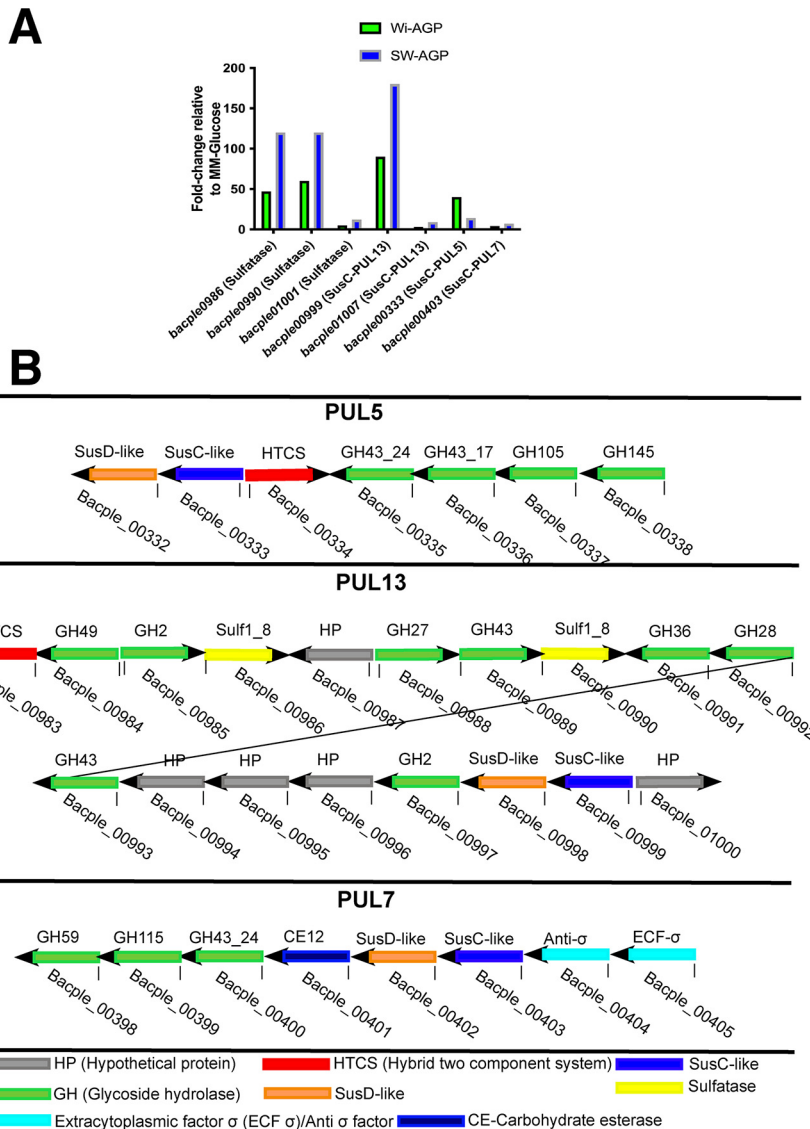 A
Wi-AGP
SW-AGP
Fold-change relative
to MM-Glucose
200
150
100
50
0
bacple0986 (Sulfatase)
bacple0990 (Sulfatase)
bacple01001 (Sulfatase)
bacple00999 (SusC-PUL13)
bacple01007 (SusC-PUL13)
bacple00333 (SusC-PUL5)
bacple00403 (SusC-PUL7)
B
PUL5
SusD-like SusC-like HTCS GH43_24 GH43_17 GH105 GH145
Bacple_00332 Bacple_00333 Bacple_00334 Bacple_00335 Bacple_00336 Bacple_00337 Bacple_00338
PUL13
CS GH49 GH2 Sulf1_8 HP GH27 GH43 Sulf1_8 GH36 GH28
ple_00983 Bacple_00984 Bacple_00985 Bacple_00986 Bacple_00987 Bacple_00988 Bacple_00989 Bacple_00990 Bacple_00991 Bacple_00992
GH43 HP HP HP GH2 SusD-like SusC-like HP
Bacple_00993 Bacple_00994 Bacple_00995 Bacple_00996 Bacple_00997 Bacple_00998 Bacple_00999 Bacple_01000
PUL7
GH59 GH115 GH43_24 CE12 SusD-like SusC-like Anti-σ ECF-σ
Bacple_00398 Bacple_00399 Bacple_00400 Bacple_00401 Bacple_00402 Bacple_00403 Bacple_00404 Bacple_00405
HP (Hypothetical protein) HTCS (Hybrid two component system) SusC-like
GH (Glycoside hydrolase) SusD-like Sulfatase
Extracytoplasmic factor σ (ECF σ)/Anti σ factor CE-Carbohydrate esterase